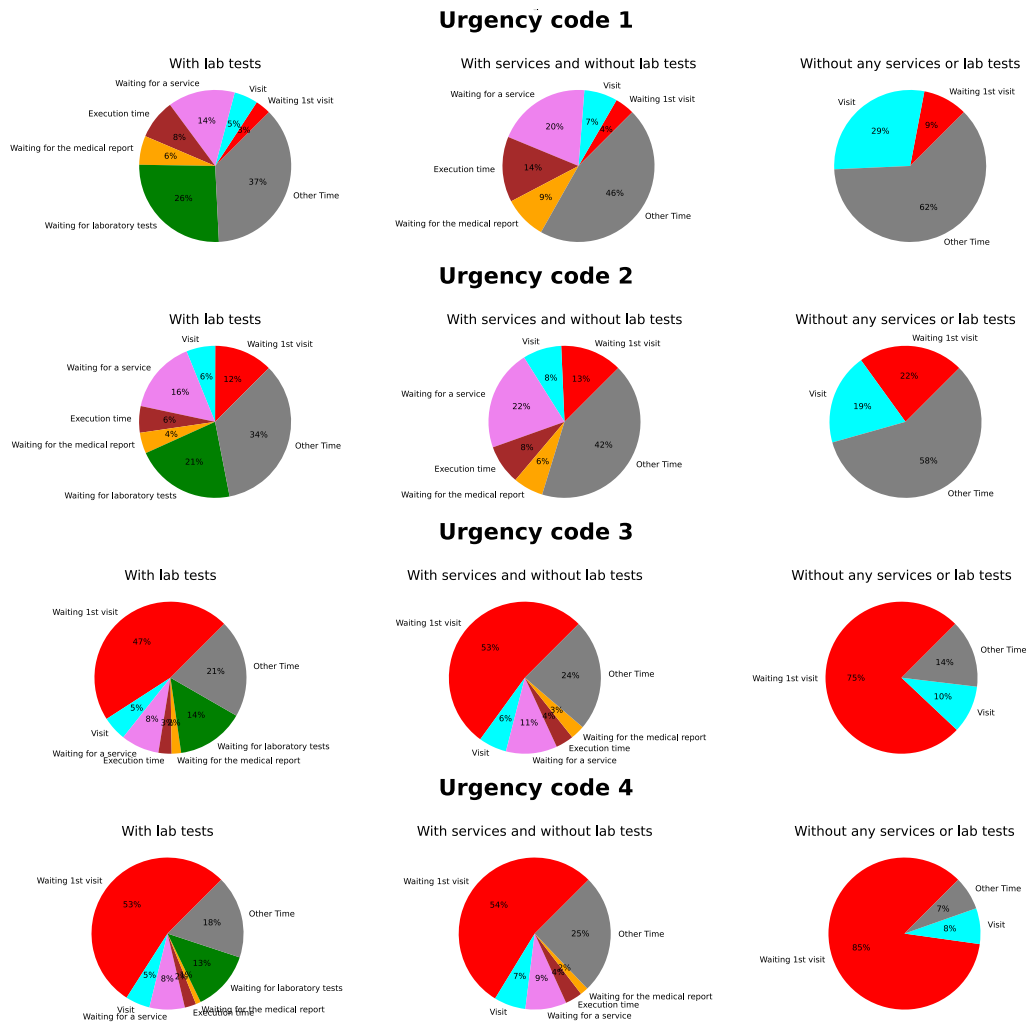 Urgency code 1
With lab tests
With services and without lab tests
Without any services or lab tests
Waiting for a service
Visit
Waiting 1st visit
Execution time
Waiting for the medical report
Waiting for laboratory tests
Other Time
14%
5%
3%
8%
6%
26%
37%
Waiting for a service
Visit
Waiting 1st visit
Execution time
Waiting for the medical report
Other Time
20%
7%
4%
14%
9%
46%
Visit
Waiting 1st visit
Other Time
29%
9%
62%
Urgency code 2
With lab tests
With services and without lab tests
Without any services or lab tests
Visit
Waiting 1st visit
Waiting for a service
Execution time
Waiting for the medical report
Waiting for laboratory tests
Other Time
6%
12%
16%
6%
4%
21%
34%
Visit
Waiting 1st visit
Waiting for a service
Execution time
Waiting for the medical report
Other Time
8%
13%
22%
8%
6%
42%
Waiting 1st visit
Visit
Other Time
22%
19%
58%
Urgency code 3
With lab tests
With services and without lab tests
Without any services or lab tests
Waiting 1st visit
Other Time
Visit
Waiting for a service
Execution time
Waiting for the medical report
Waiting for laboratory tests
47%
21%
5%
8%
3%
14%
Waiting 1st visit
Other Time
Visit
Waiting for a service
Execution time
Waiting for the medical report
53%
24%
6%
11%
4%
3%
Waiting 1st visit
Other Time
Visit
75%
14%
10%
Urgency code 4
With lab tests
With services and without lab tests
Without any services or lab tests
Waiting 1st visit
Other Time
Visit
Waiting for a service
Execution time
Waiting for the medical report
Waiting for laboratory tests
53%
18%
5%
8%
13%
Waiting 1st visit
Other Time
Visit
Waiting for a service
Execution time
Waiting for the medical report
54%
25%
7%
9%
4%
2%
Waiting 1st visit
Other Time
Visit
85%
7%
8%